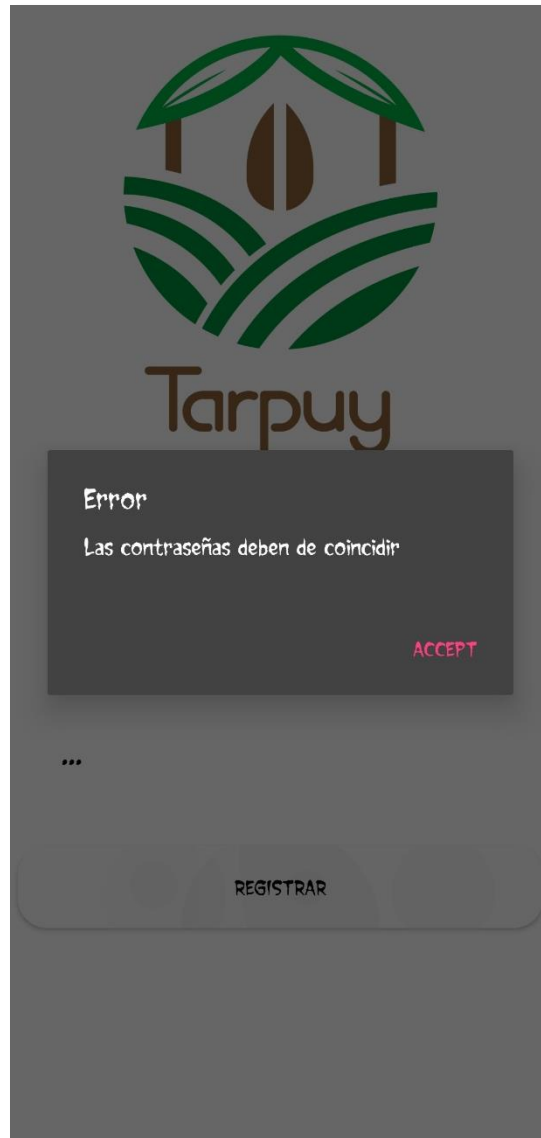 Tarpuy
Error
Las contraseñas deben de coincidir
ACCEPT
•••
REGISTRAR